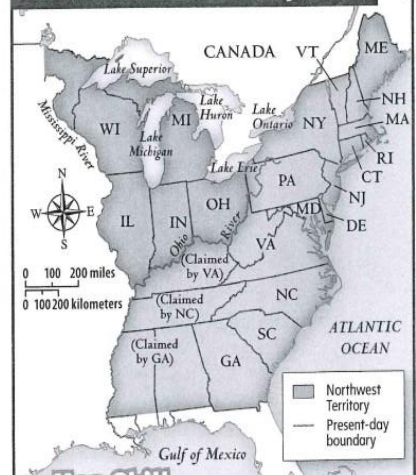 CANADA
VT
ME
Lake Superior
NH
MA
Lake
Huron
Lake
Ontario
Mississippi River
WI
MI
NY
Lake
Michigan
RI
CT
Lake Erie
PA
NJ
N
W E
S
OH
MD
DE
IL
IN
Ohio River
VA
(Claimed
by VA)
0 100 200 miles
0 100 200 kilometers
(Claimed
by NC)
NC
(Claimed
by GA)
SC
GA
ATLANTIC
OCEAN
Northwest
Territory
Present-day
boundary
Gulf of Mexico